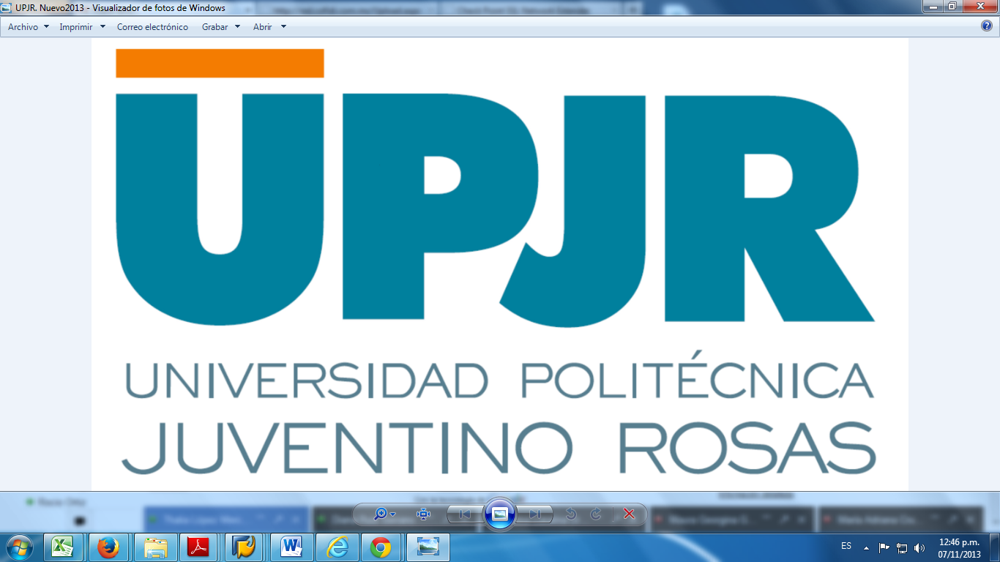 UPJR. Nuevo2013 - Visualizador de fotos de Windows
Archivo Imprimir Correo electrónico Grabar Abrir
UPJR
UNIVERSIDAD POLITÉCNICA
JUVENTINO ROSAS
ES
12:46 p.m.
07/11/2013